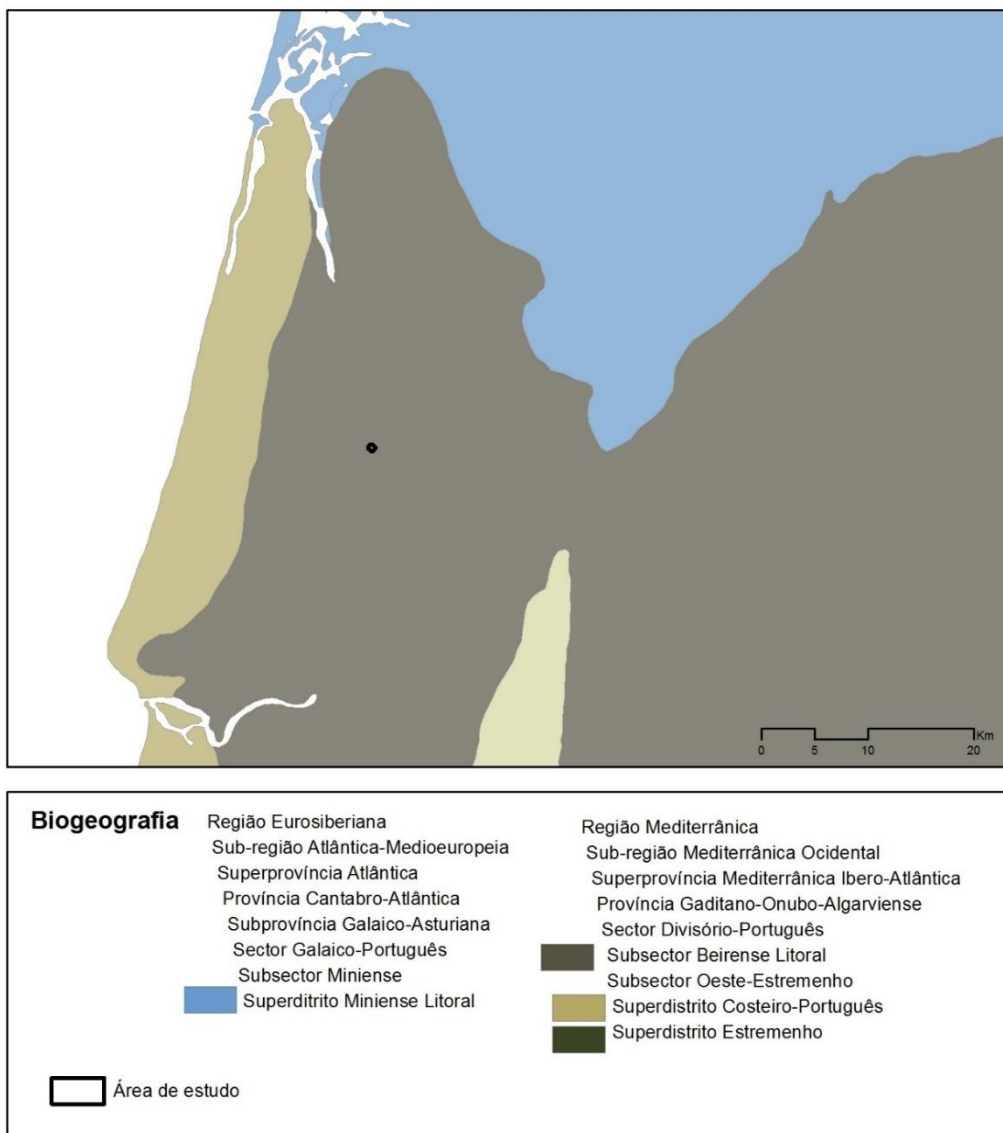 Km
0 5 10 20
Biogeografia
Região Eurosiberiana
Sub-região Atlântica-Medioeuropeia
Superprovíncia Atlântica
Província Cantabro-Atlântica
Subprovíncia Galaico-Asturiana
Sector Galaico-Português
Subsector Miniense
Superditrito Miniense Litoral
Região Mediterrânica
Sub-região Mediterrânica Ocidental
Superprovíncia Mediterrânica Ibero-Atlântica
Província Gaditano-Onubo-Algarviense
Sector Divisório-Português
Subsector Beirense Litoral
Subsector Oeste-Estremenho
Superdistrito Costeiro-Português
Superdistrito Estremenho
Área de estudo